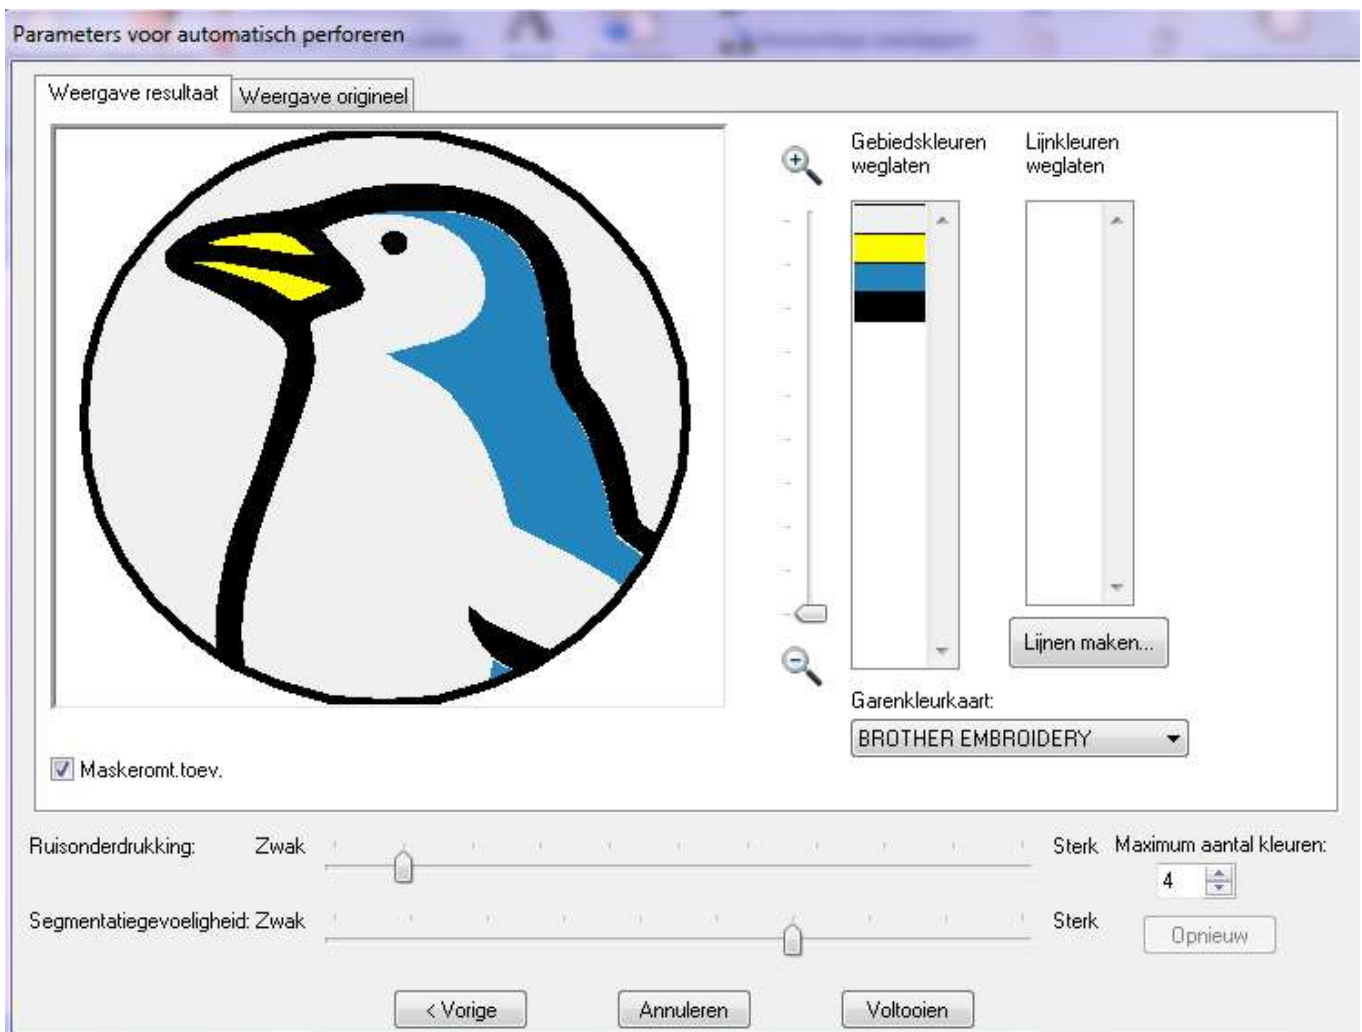 Parameters voor automatisch perforeren
Weergave resultaat
Weergave origineel
Gebiedskleuren
weglaten
Lijnkleuren
weglaten
Lijnen maken...
Garenkleurkaart:
BROTHER EMBROIDERY
Maskeromt.toev.
Ruisonderdrukking:
Zwak
Sterk
Maximum aantal kleuren:
4
Segmentatiegevoeligheid: Zwak
Sterk
Opnieuw
< Vorige
Annuleren
Voltooien